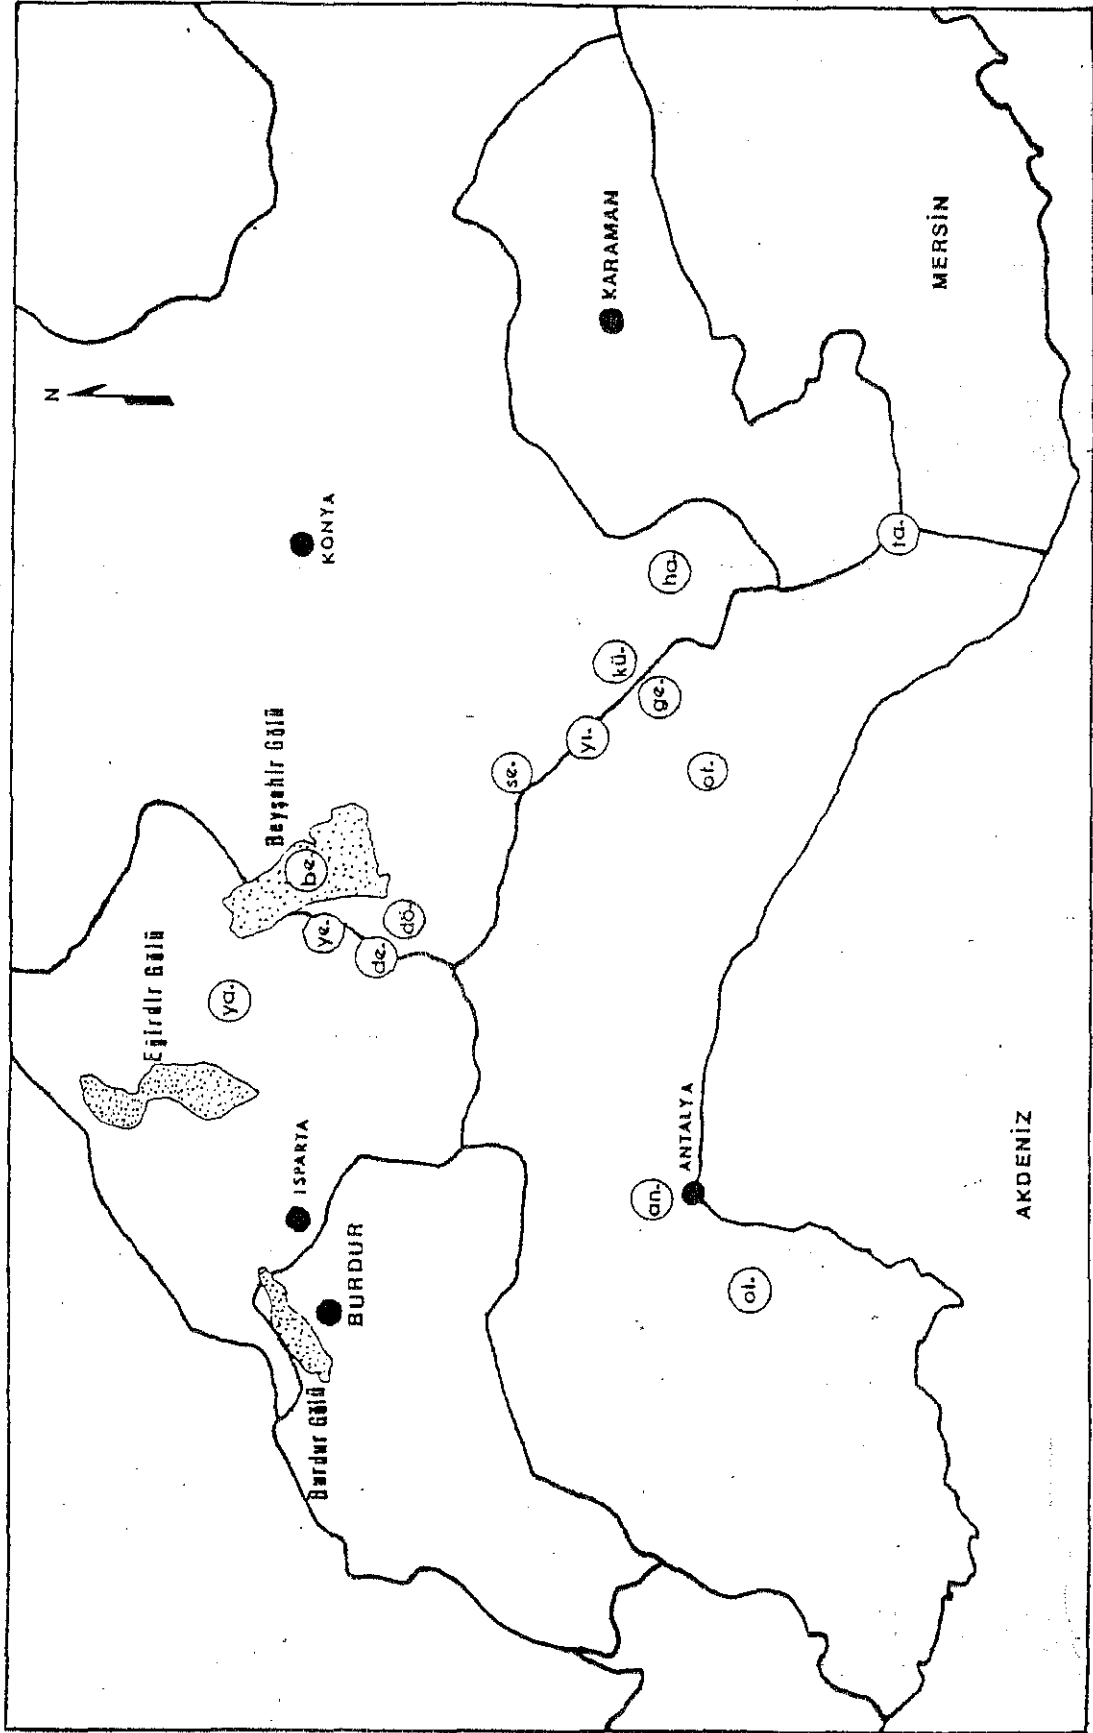 N
Eğirdir Gölü
Beyşehir Gölü
ya.
be.
ye.
de.
dö.
KONYA
ISPARTA
BURDUR
Burdur Gölü
se.
yı.
kü.
ge.
ha.
ot.
KARAMAN
an.
ANTALYA
ol.
ta.
MERSİN
AKDENİZ